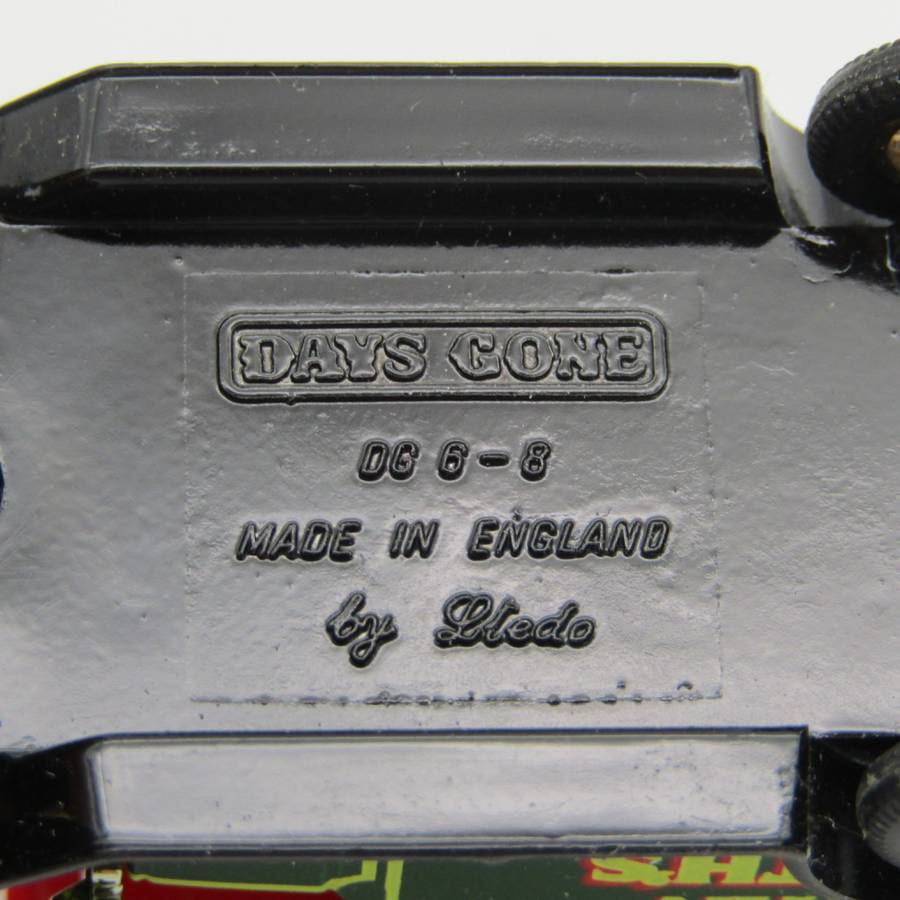 DAYS GONE
DG 6-8
MADE IN ENGLAND
by Lledo